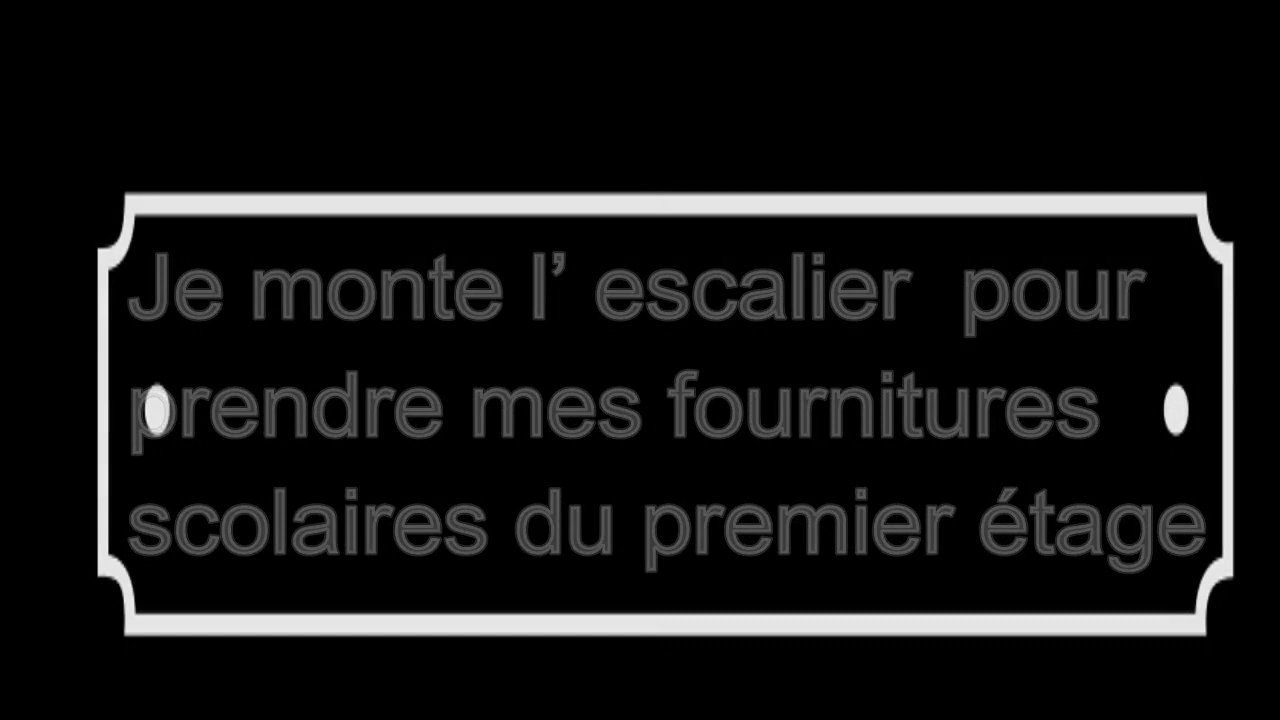 Je monte l’ escalier  pour
prendre mes fournitures
scolaires du premier étage